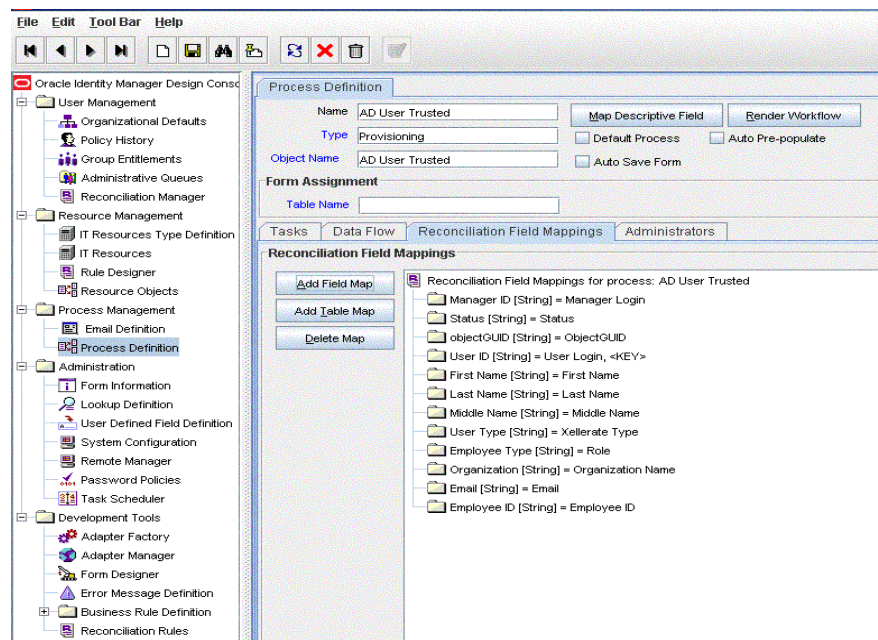 File Edit Tool Bar Help
Oracle Identity Manager Design Consc
User Management
Organizational Defaults
Policy History
Group Entitlements
Administrative Queues
Reconciliation Manager
Resource Management
IT Resources Type Definition
IT Resources
Rule Designer
Resource Objects
Process Management
Email Definition
Process Definition
Administration
Form Information
Lookup Definition
User Defined Field Definition
System Configuration
Remote Manager
Password Policies
Task Scheduler
Development Tools
Adapter Factory
Adapter Manager
Form Designer
Error Message Definition
Business Rule Definition
Reconciliation Rules
Process Definition
Name AD User Trusted Map Descriptive Field Render Workflow
Type Provisioning Default Process Auto Pre-populate
Object Name AD User Trusted Auto Save Form
Form Assignment
Table Name
Tasks Data Flow Reconciliation Field Mappings Administrators
Reconciliation Field Mappings
Add Field Map
Add Table Map
Delete Map
Reconciliation Field Mappings for process: AD User Trusted
Manager ID [String] = Manager Login
Status [String] = Status
objectGUID [String] = ObjectGUID
User ID [String] = User Login, <KEY>
First Name [String] = First Name
Last Name [String] = Last Name
Middle Name [String] = Middle Name
User Type [String] = Xellerate Type
Employee Type [String] = Role
Organization [String] = Organization Name
Email [String] = Email
Employee ID [String] = Employee ID